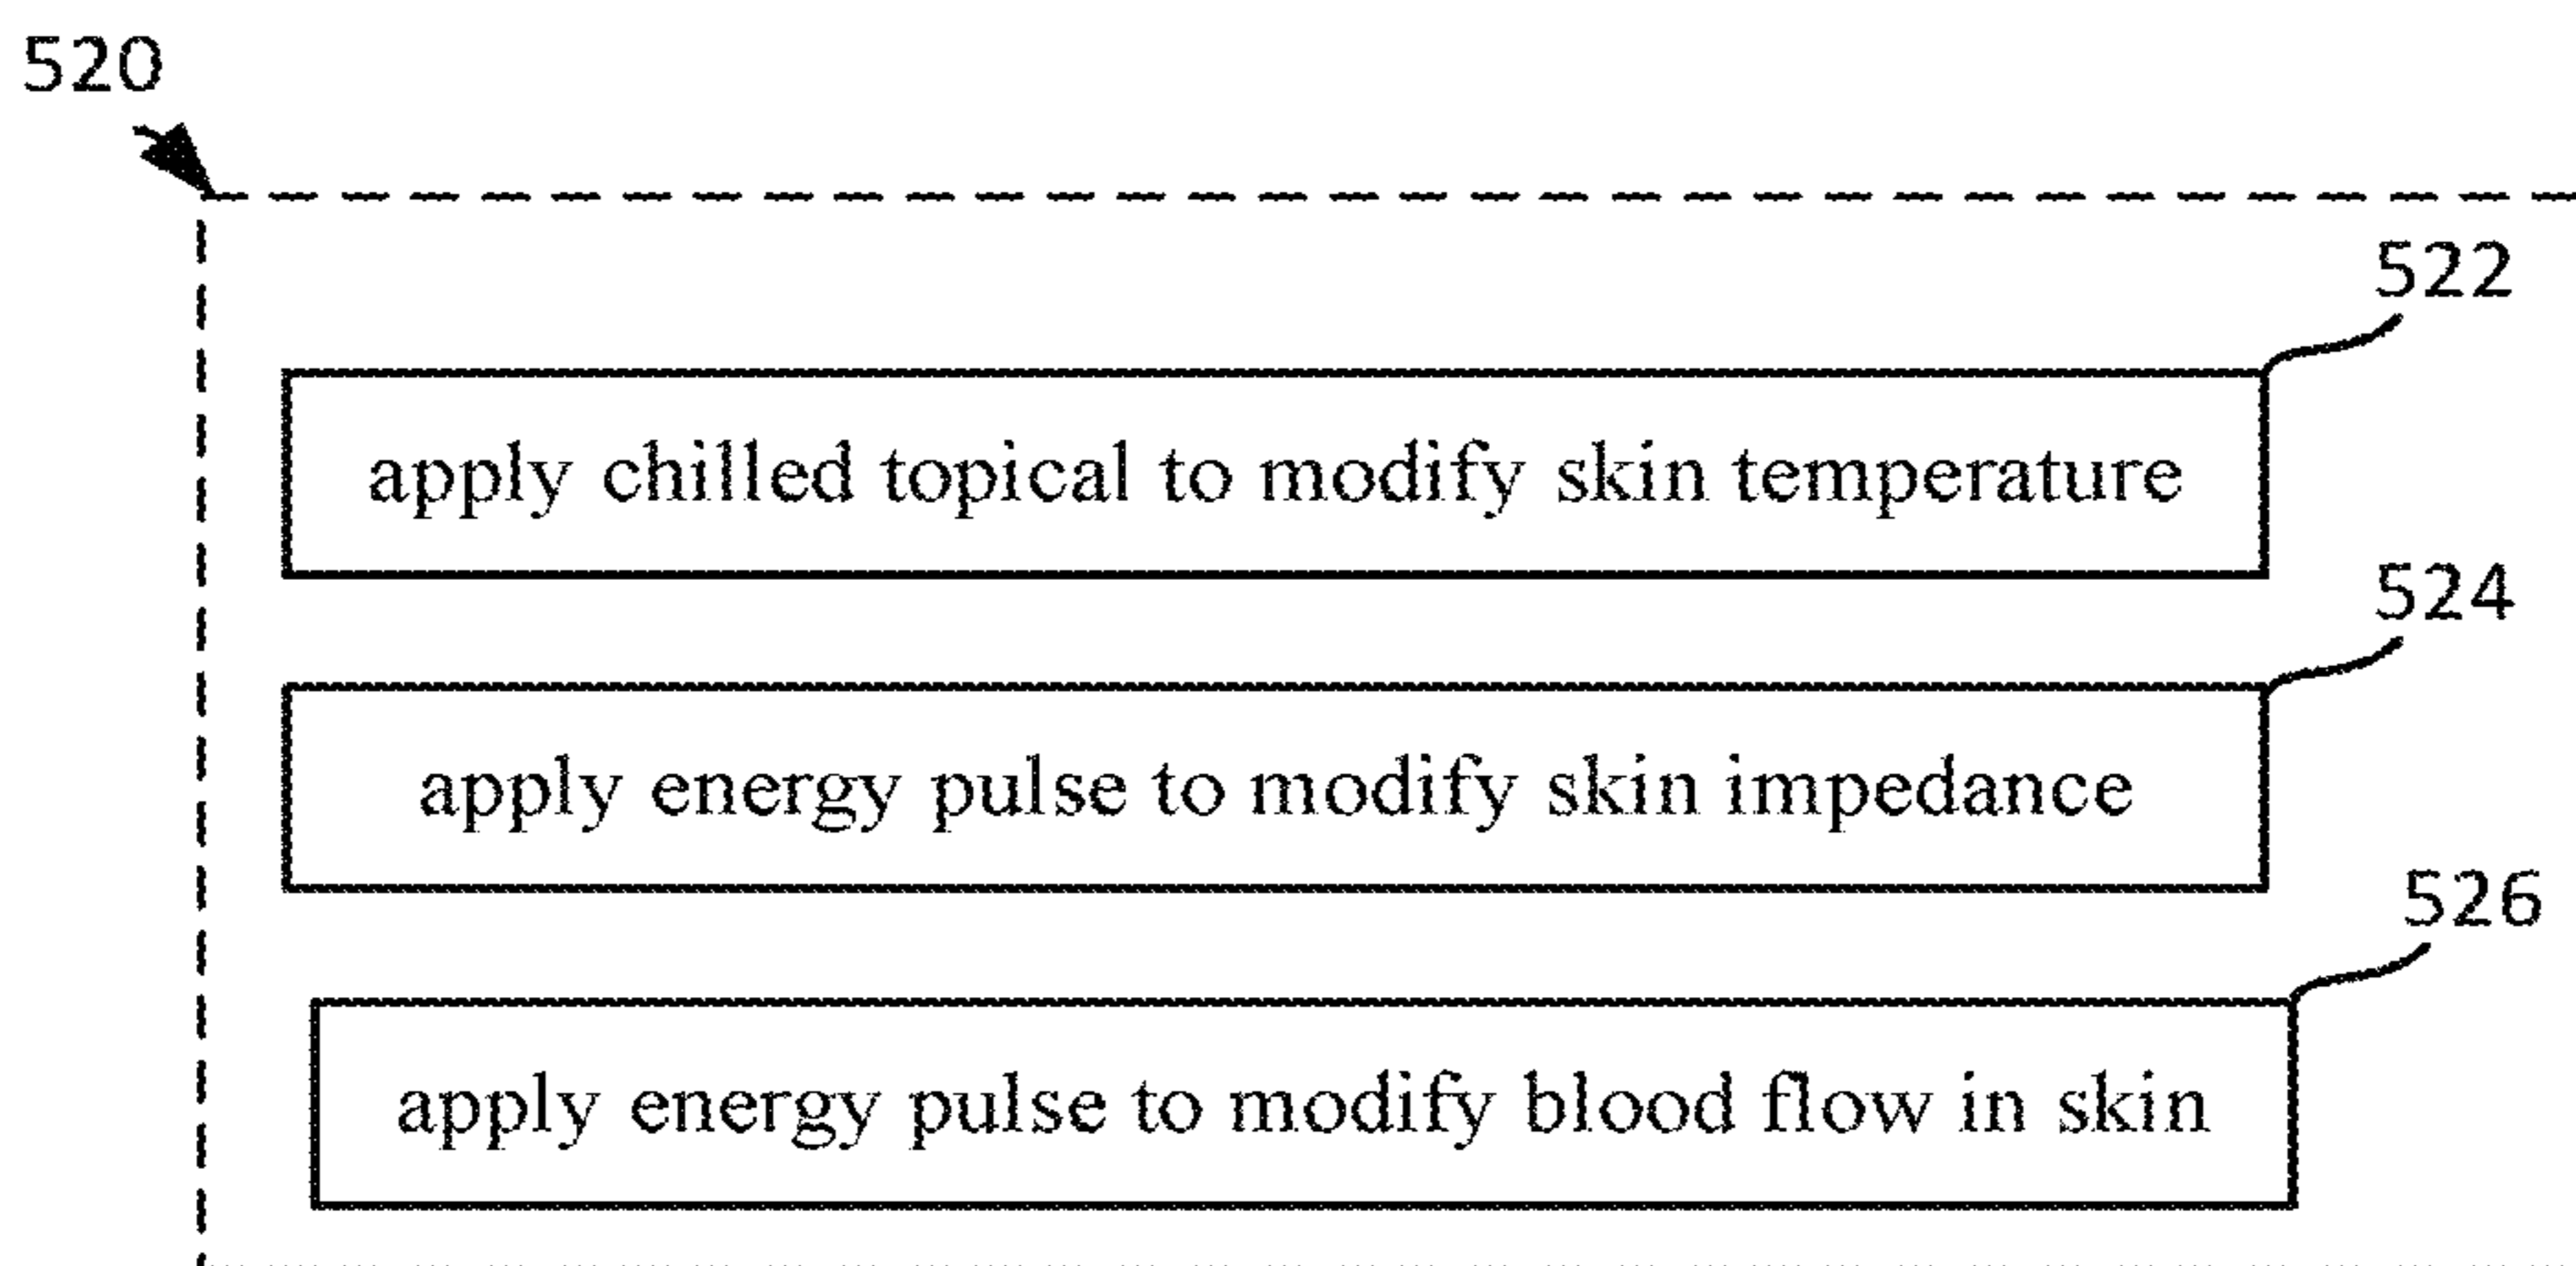 520
522
apply chilled topical to modify skin temperature
524
apply energy pulse to modify skin impedance
526
apply energy pulse to modify blood flow in skin